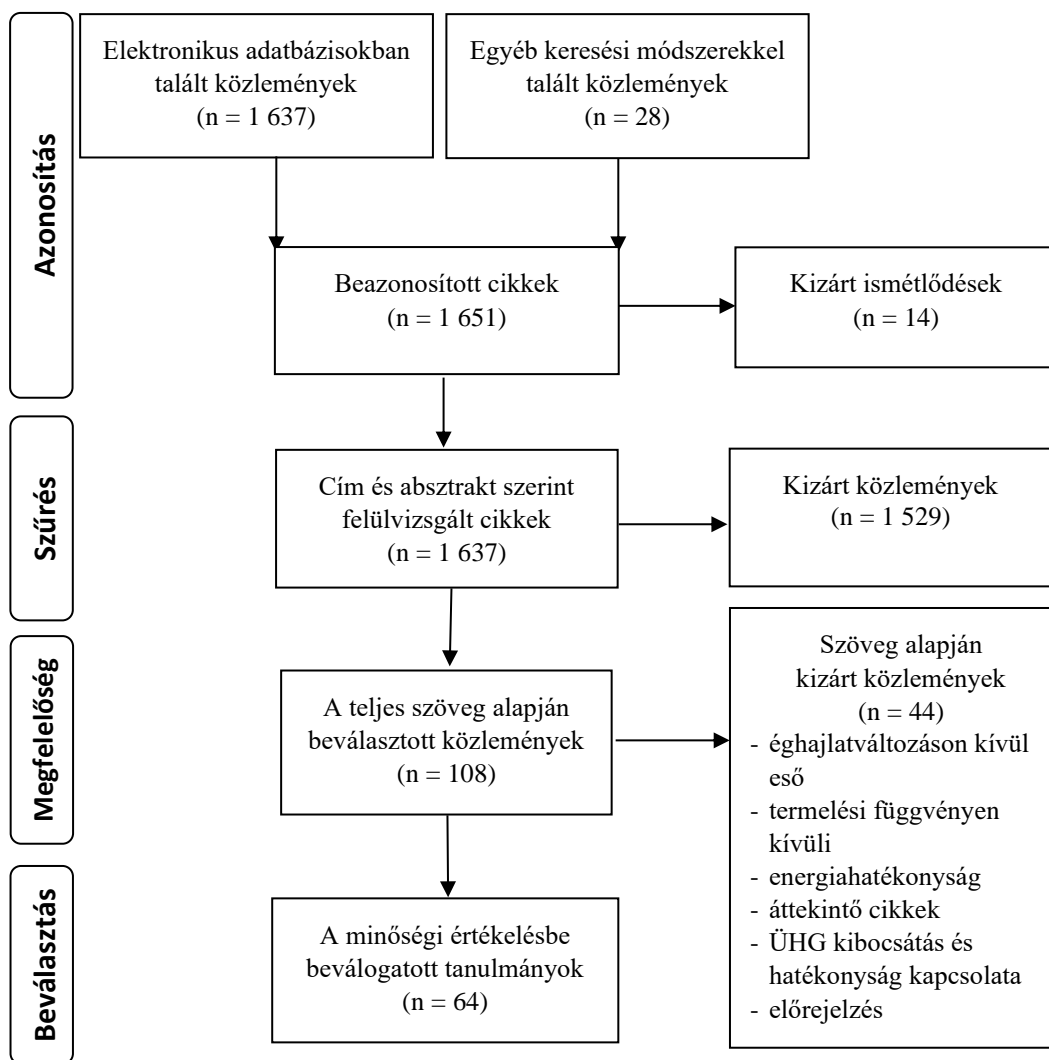 Azonosítás
Elektronikus adatbázisokban
talált közlemények
(n = 1 637)
Egyéb keresési módszerekkel
talált közlemények
(n = 28)
Beazonosított cikkek
(n = 1 651)
Kizárt ismétlődések
(n = 14)
Szűrés
Cím és absztrakt szerint
felülvizsgált cikkek
(n = 1 637)
Kizárt közlemények
(n = 1 529)
Megfelelőség
A teljes szöveg alapján
beválasztott közlemények
(n = 108)
Szöveg alapján
kizárt közlemények
(n = 44)
- éghajlatváltozáson kívül
eső
- termelési függvényen
kívüli
- energiahatékonyság
- áttekintő cikkek
- ÜHG kibocsátás és
hatékonyság kapcsolata
- előrejelzés
Beválasztás
A minőségi értékelésbe
beválogatott tanulmányok
(n = 64)